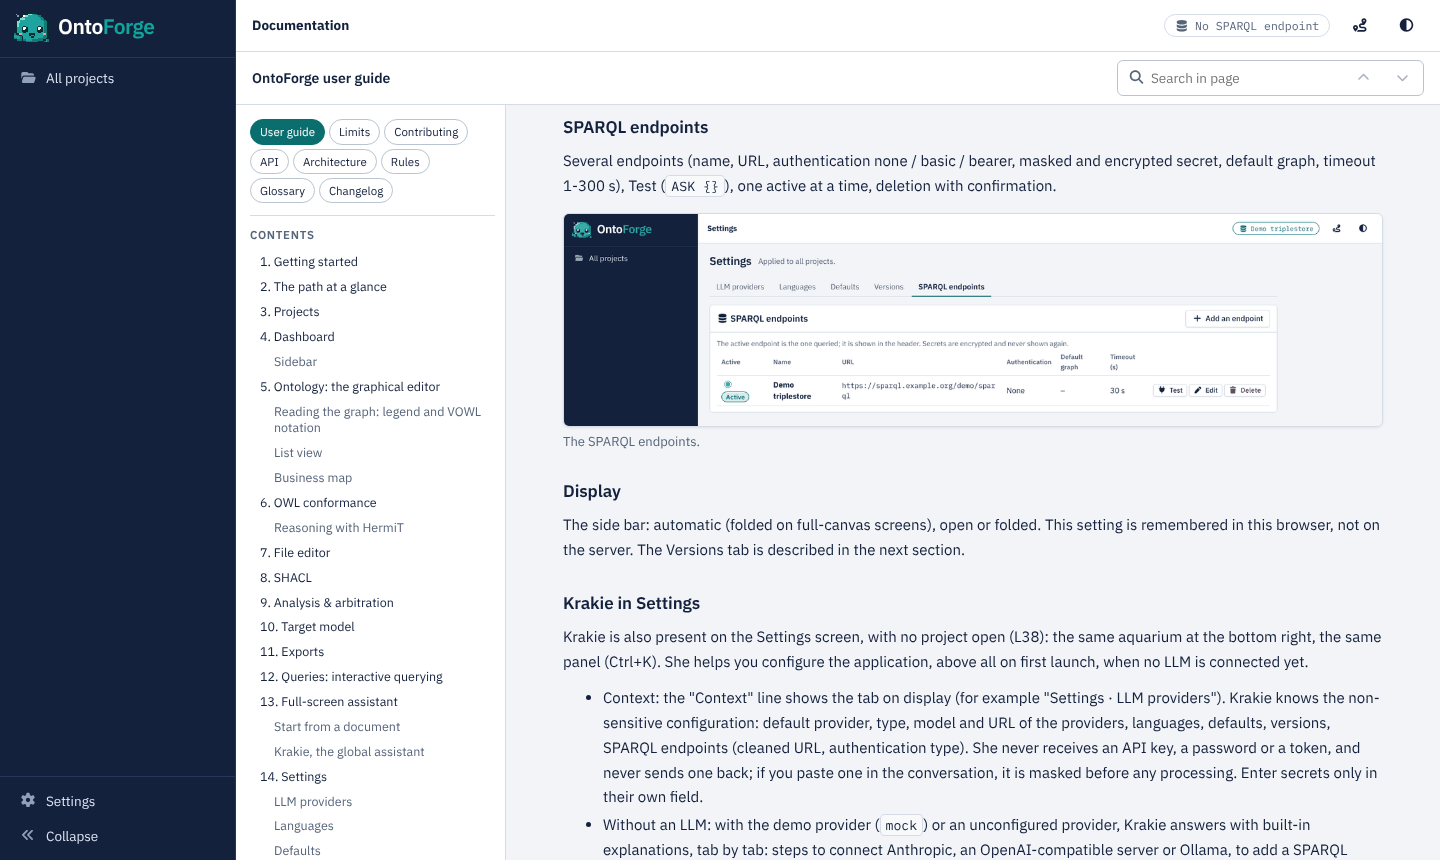 OntoForge
All projects
Settings
Collapse
Documentation
No SPARQL endpoint
OntoForge user guide
Search in page
User guide
Limits
Contributing
API
Architecture
Rules
Glossary
Changelog
CONTENTS
1. Getting started
2. The path at a glance
3. Projects
4. Dashboard
Sidebar
5. Ontology: the graphical editor
Reading the graph: legend and VOWL
notation
List view
Business map
6. OWL conformance
Reasoning with HermiT
7. File editor
8. SHACL
9. Analysis & arbitration
10. Target model
11. Exports
12. Queries: interactive querying
13. Full-screen assistant
Start from a document
Krakie, the global assistant
14. Settings
LLM providers
Languages
Defaults
SPARQL endpoints
Several endpoints (name, URL, authentication none / basic / bearer, masked and encrypted secret, default graph, timeout
1-300 s), Test (ASK {}), one active at a time, deletion with confirmation.
OntoForge
All projects
Settings
Demo triplestore
Settings Applied to all projects.
LLM providers
Languages
Defaults
Versions
SPARQL endpoints
SPARQL endpoints
Add an endpoint
The active endpoint is the one queried; it is shown in the header. Secrets are encrypted and never shown again.
Active
Name
URL
Authentication
Default
graph
Timeout
(s)
Active
Demo
triplestore
https://sparql.example.org/demo/spar
ql
None
–
30 s
Test
Edit
Delete
The SPARQL endpoints.
Display
The side bar: automatic (folded on full-canvas screens), open or folded. This setting is remembered in this browser, not on
the server. The Versions tab is described in the next section.
Krakie in Settings
Krakie is also present on the Settings screen, with no project open (L38): the same aquarium at the bottom right, the same
panel (Ctrl+K). She helps you configure the application, above all on first launch, when no LLM is connected yet.
• Context: the "Context" line shows the tab on display (for example "Settings · LLM providers"). Krakie knows the non-
sensitive configuration: default provider, type, model and URL of the providers, languages, defaults, versions,
SPARQL endpoints (cleaned URL, authentication type). She never receives an API key, a password or a token, and
never sends one back; if you paste one in the conversation, it is masked before any processing. Enter secrets only in
their own field.
• Without an LLM: with the demo provider (mock) or an unconfigured provider, Krakie answers with built-in
explanations, tab by tab: steps to connect Anthropic, an OpenAI-compatible server or Ollama, to add a SPARQL